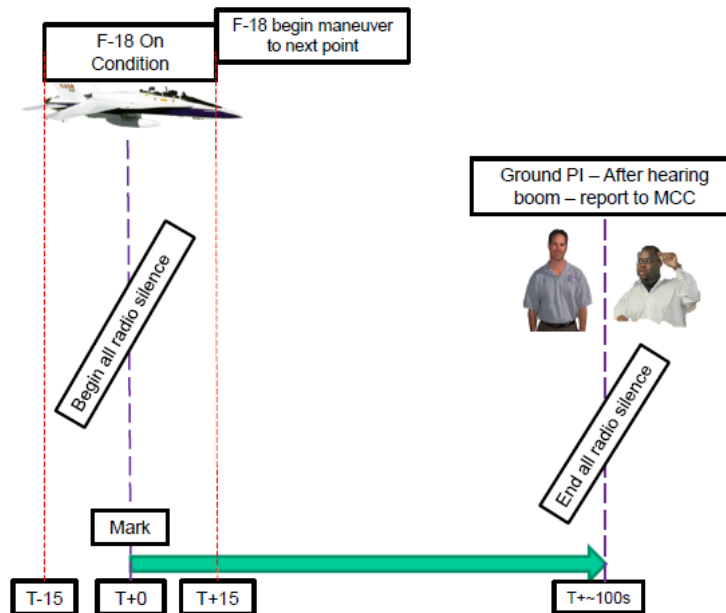 F-18 On
Condition
F-18 begin maneuver
to next point
Ground PI – After hearing
boom – report to MCC
Begin all radio silence
End all radio silence
Mark
T-15
T+0
T+15
T+~100s